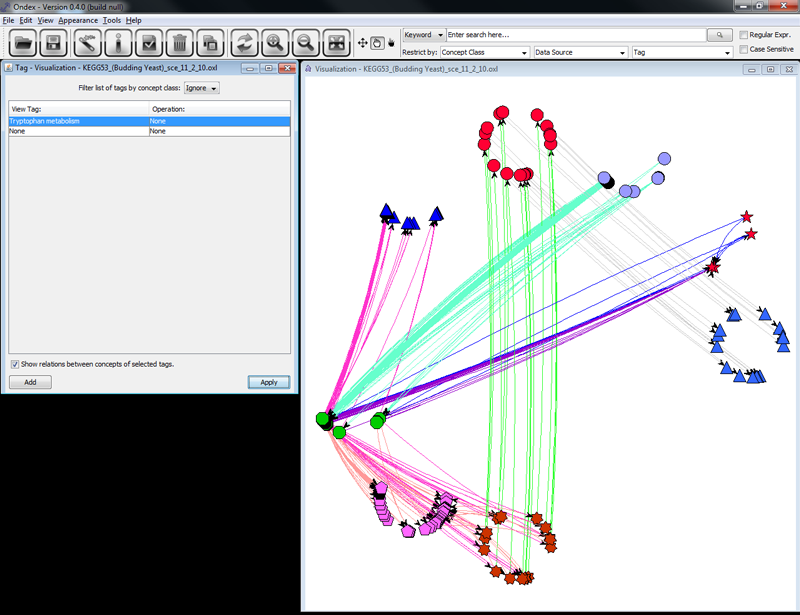 Ondex - Version 0.4.0 (build null)
File Edit View Appearance Tools Help
Keyword
Enter search here...
Regular Expr.
Restrict by:
Concept Class
Data Source
Tag
Case Sensitive
Tag - Visualization - KEGG53_(Budding Yeast)_sce_11_2_10.oxl
Filter list of tags by concept class:
Ignore
View Tag:
Operation:
Tryptophan metabolism
None
None
None
Show relations between concepts of selected tags.
Add
Apply
Visualization - KEGG53_(Budding Yeast)_sce_11_2_10.oxl